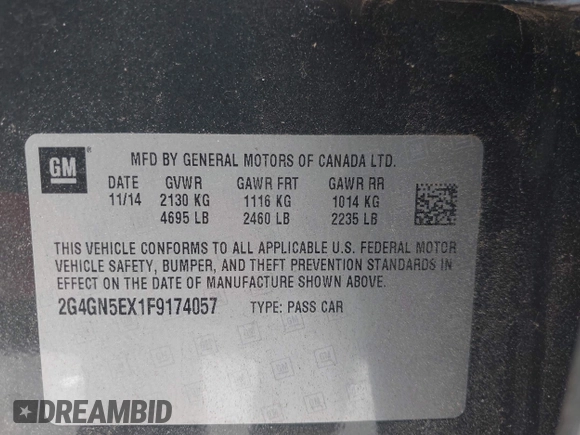 GM
MFD BY GENERAL MOTORS OF CANADA LTD.
DATE GVWR GAWR FRT GAWR RR
11/14 2130 KG 1116 KG 1014 KG
4695 LB 2460 LB 2235 LB
THIS VEHICLE CONFORMS TO ALL APPLICABLE U.S. FEDERAL MOTOR
VEHICLE SAFETY, BUMPER, AND THEFT PREVENTION STANDARDS IN
EFFECT ON THE DATE OF MANUFACTURE SHOWN ABOVE.
2G4GN5EX1F9174057 TYPE: PASS CAR
DREAMBID